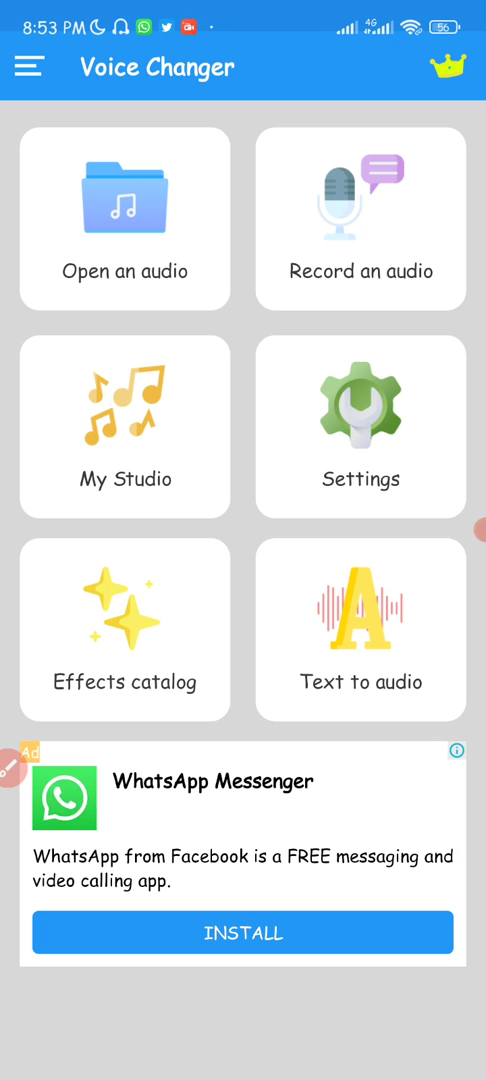 8:53 PM 4G 56
Voice Changer
Open an audio
Record an audio
My Studio
Settings
Effects catalog
Text to audio
Ad
WhatsApp Messenger
WhatsApp from Facebook is a FREE messaging and
video calling app.
INSTALL